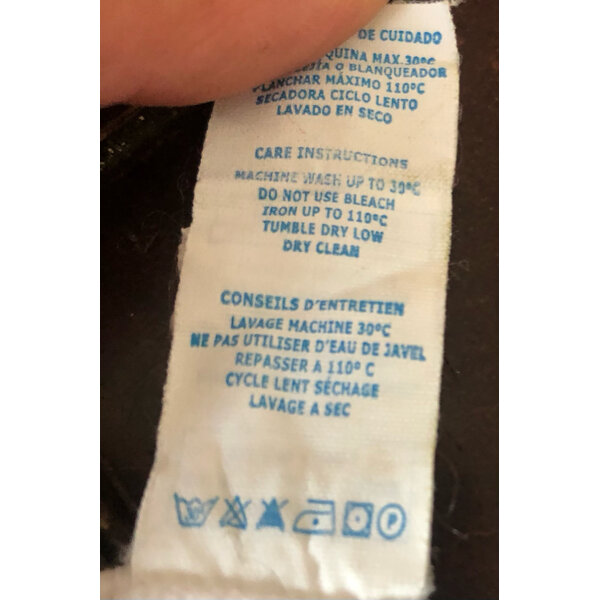 DE CUIDADO
QUINA MAX.30ºC
O BLANQUEADOR
PLANCHAR MÁXIMO 110ºC
SECADORA CICLO LENTO
LAVADO EN SECO
CARE INSTRUCTIONS
MACHINE WASH UP TO 30ºC
DO NOT USE BLEACH
IRON UP TO 110ºC
TUMBLE DRY LOW
DRY CLEAN
CONSEILS D'ENTRETIEN
LAVAGE MACHINE 30ºC
NE PAS UTILISER D'EAU DE JAVEL
REPASSER A 110º C
CYCLE LENT SÉCHAGE
LAVAGE A SEC
P